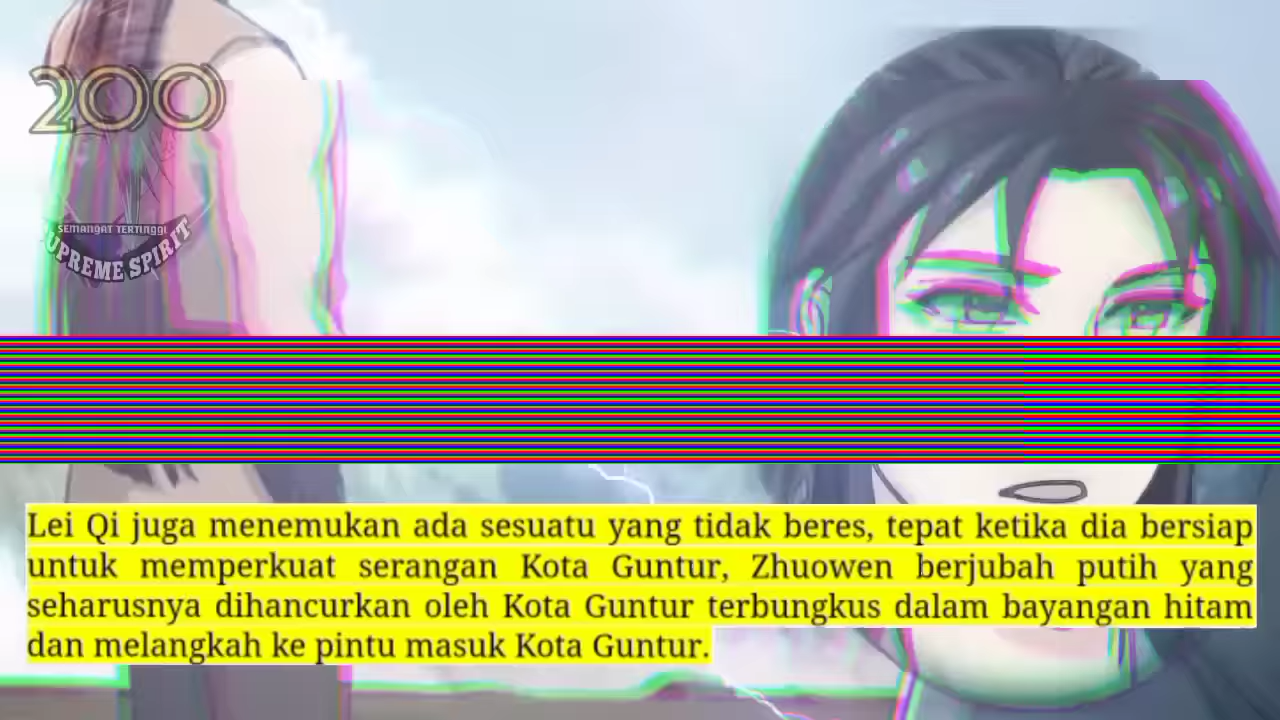 200
SEMANGAT TERTINGGI
SUPREME SPIRIT
Lei Qi juga menemukan ada sesuatu yang tidak beres, tepat ketika dia bersiap
untuk memperkuat serangan Kota Guntur, Zhuowen berjubah putih yang
seharusnya dihancurkan oleh Kota Guntur terbungkus dalam bayangan hitam
dan melangkah ke pintu masuk Kota Guntur.